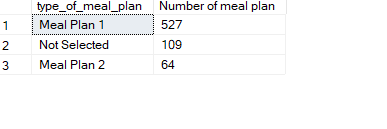 type_of_meal_plan Number of meal plan
1 Meal Plan 1 527
2 Not Selected 109
3 Meal Plan 2 64